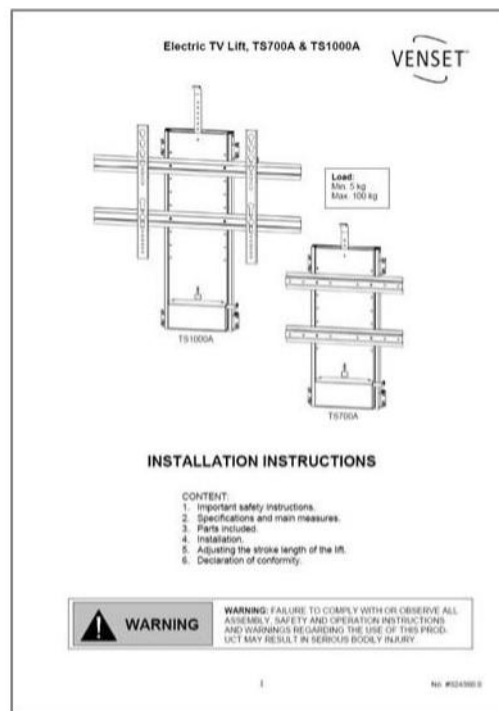 Electric TV Lift, TS700A & TS1000A
VENSET
Load:
Min. 5 kg
Max. 100 kg
TS1000A
TS700A
INSTALLATION INSTRUCTIONS
CONTENT:
1. Important safety instructions.
2. Specifications and main measures.
3. Parts included.
4. Installation.
5. Adjusting the stroke length of the lift.
6. Declaration of conformity.
WARNING
WARNING: FAILURE TO COMPLY WITH OR OBSERVE ALL
ASSEMBLY, SAFETY AND OPERATION INSTRUCTIONS
AND WARNINGS REGARDING THE USE OF THIS PROD-
UCT MAY RESULT IN SERIOUS BODILY INJURY
1
No.